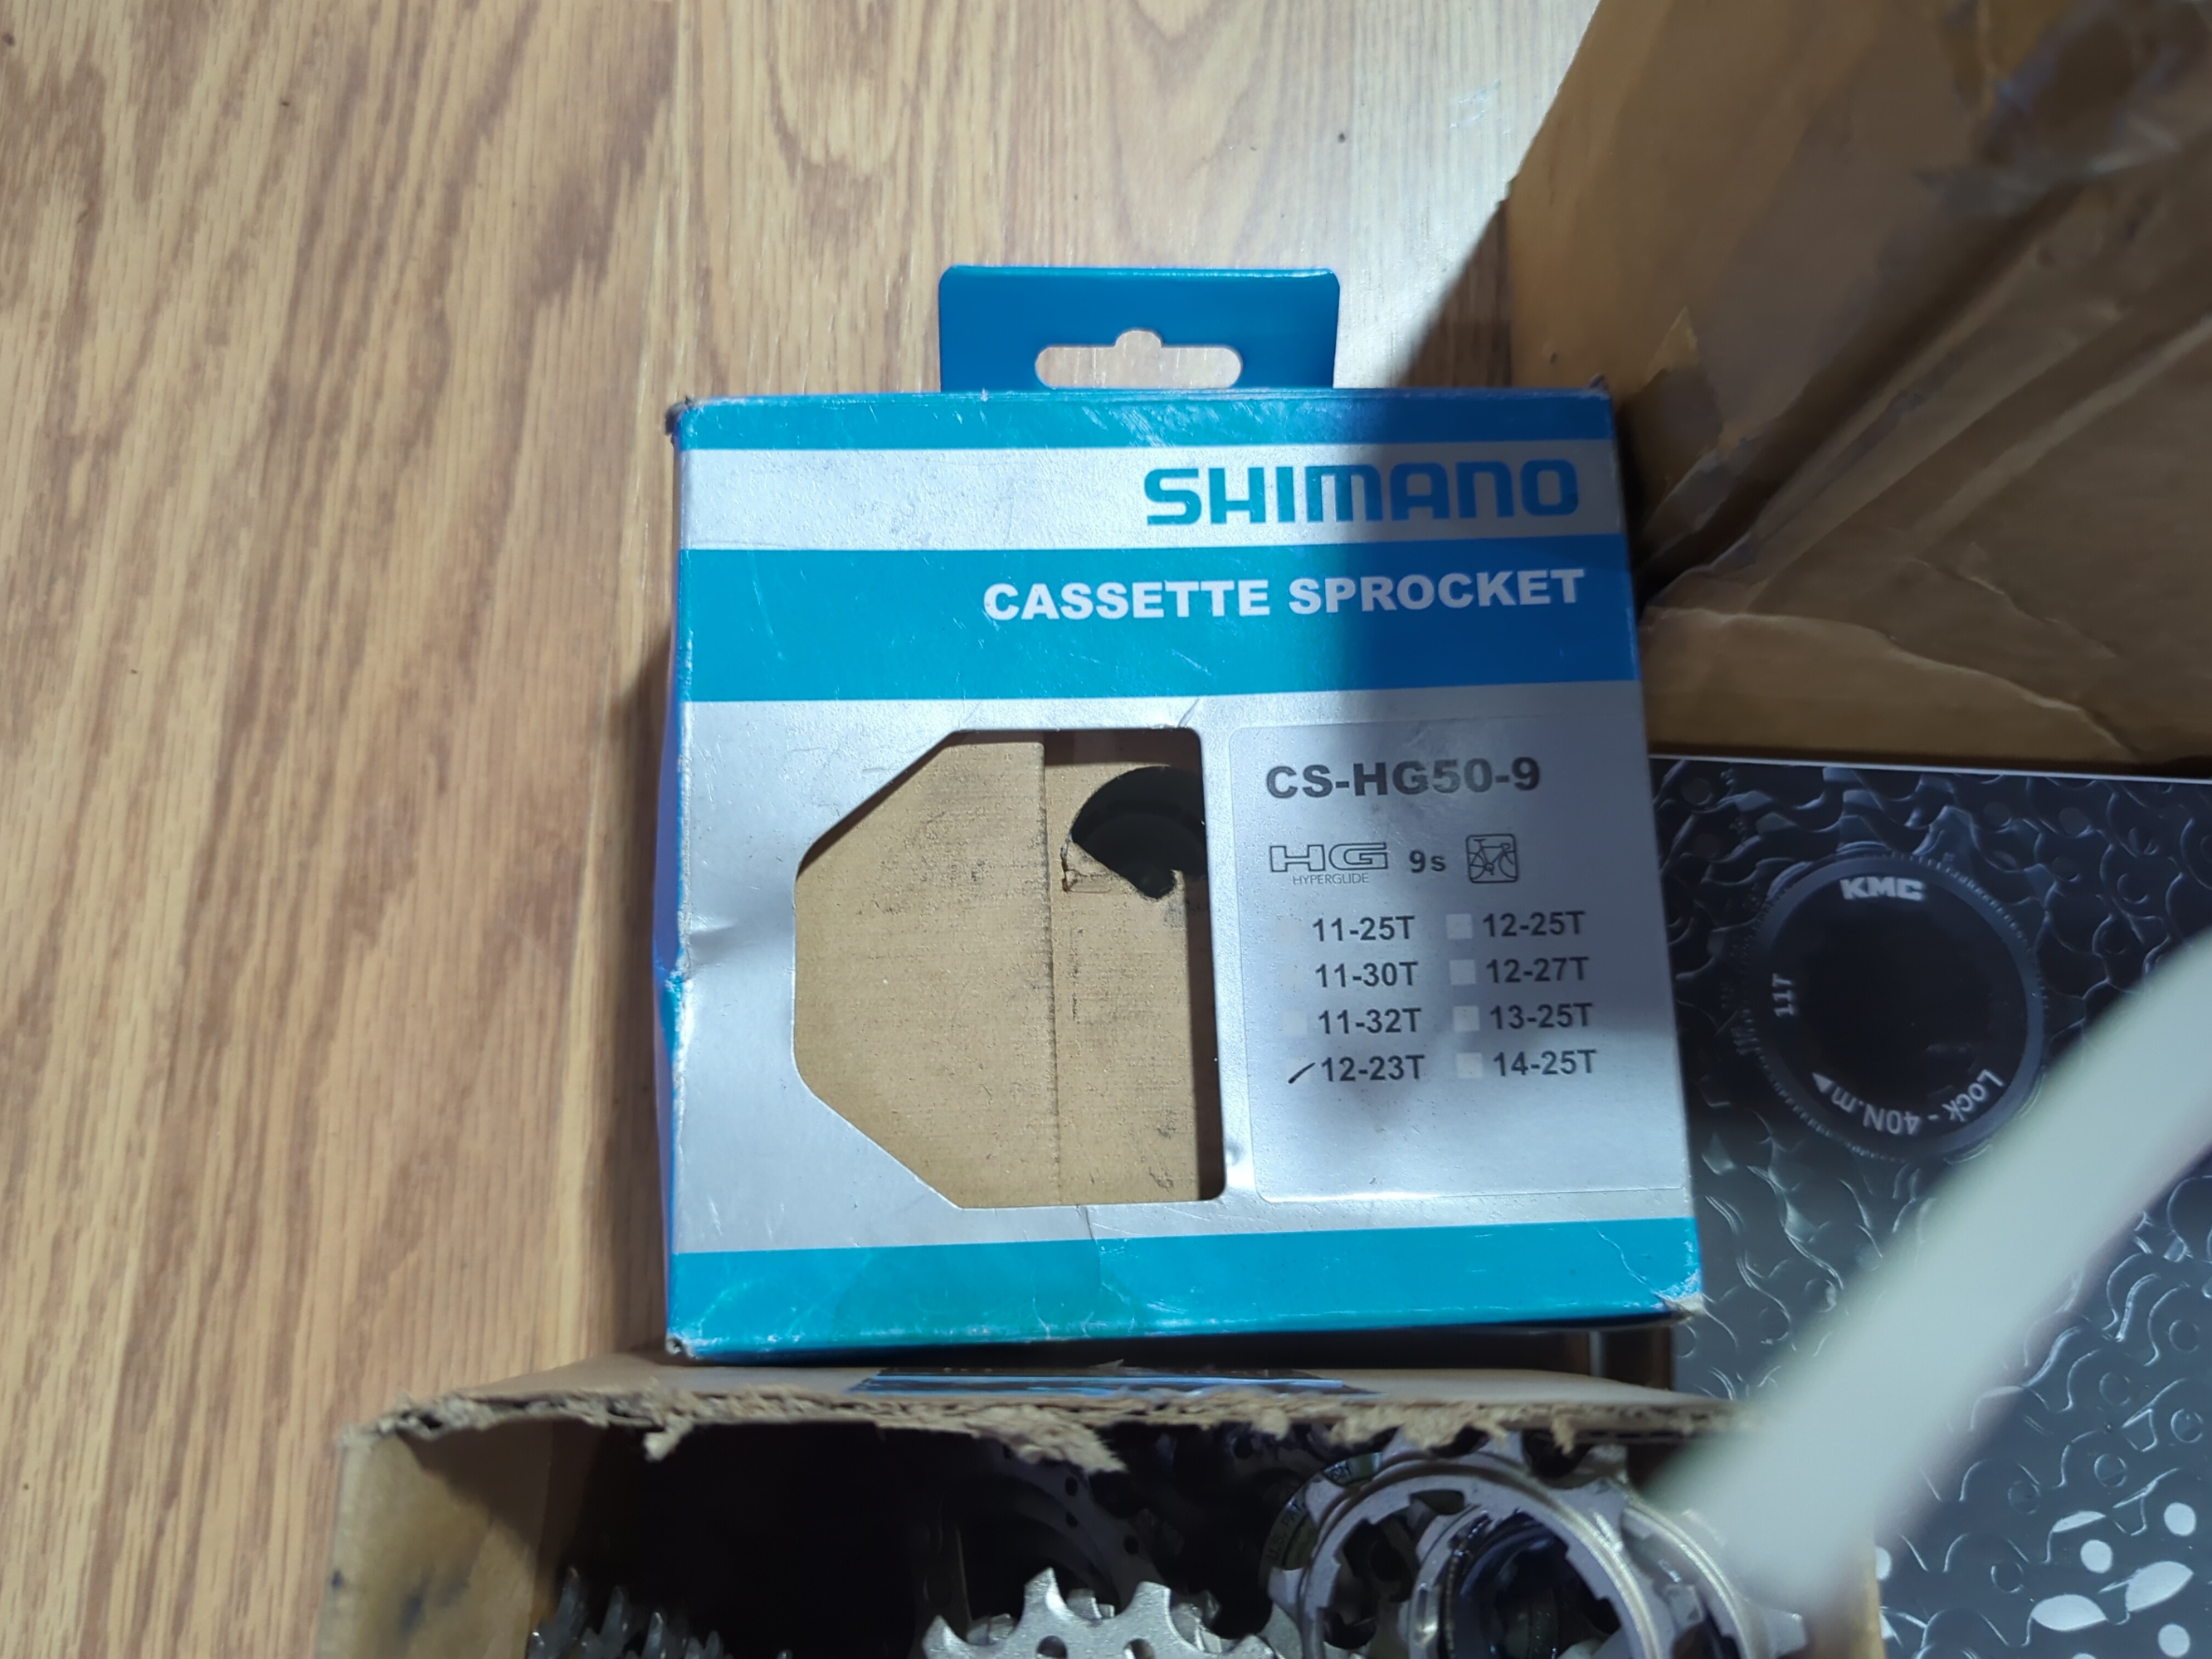 SHIMANO
CASSETTE SPROCKET
CS-HG50-9
HG 9s
HYPERGLIDE
11-25T 12-25T
11-30T 12-27T
11-32T 13-25T
12-23T 14-25T
KMC
117
Lock - 40N.m